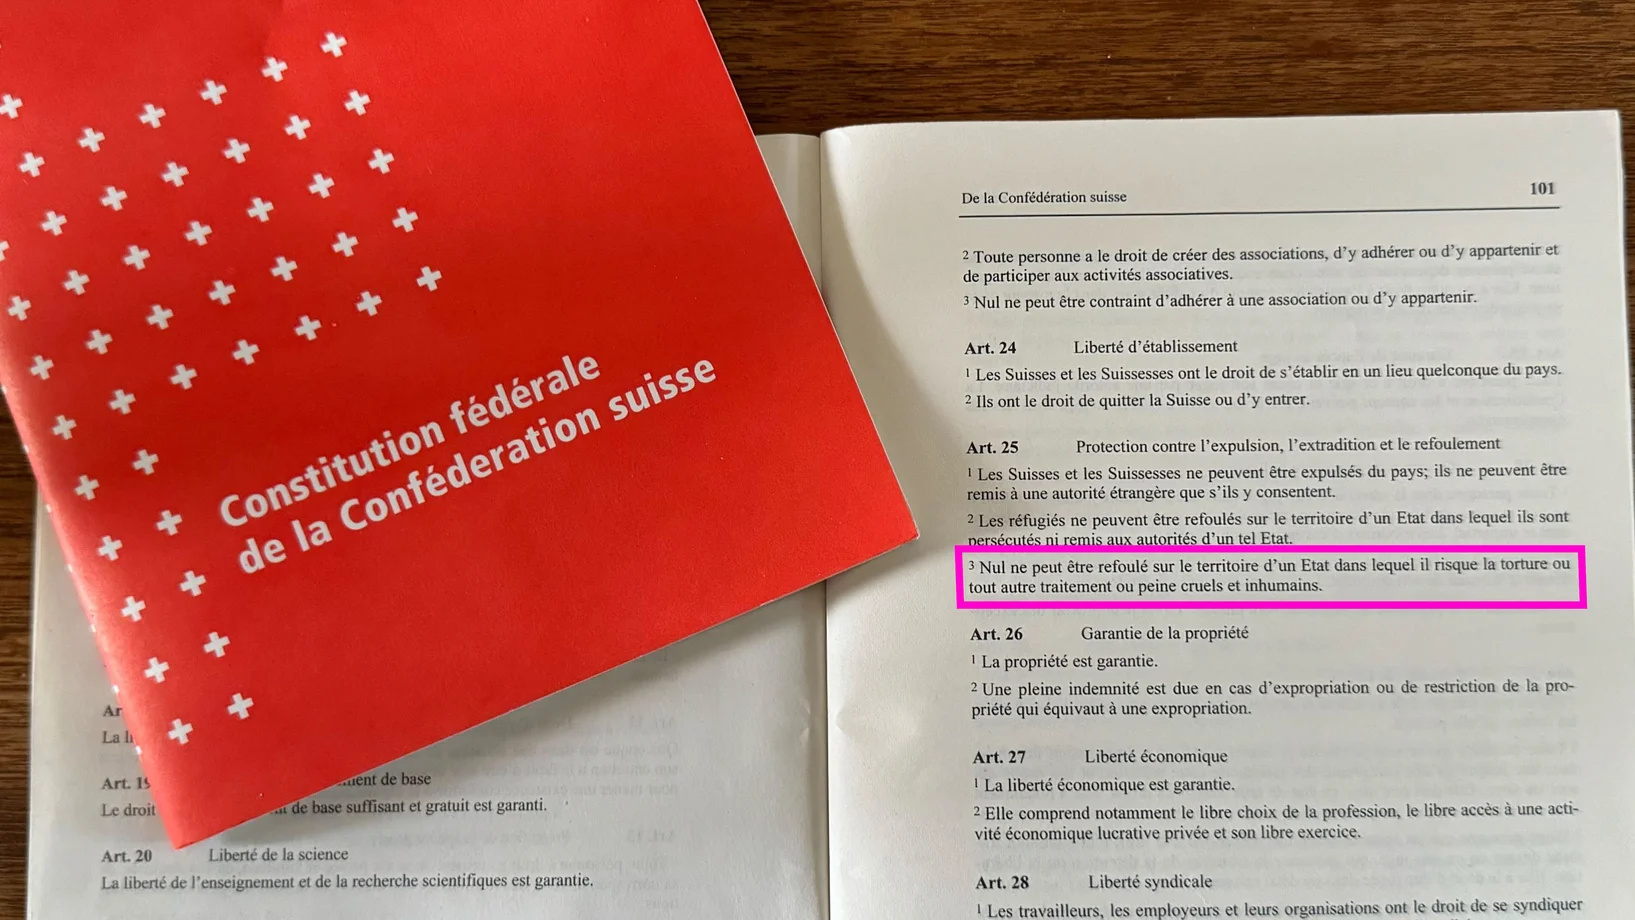 Constitution fédérale
de la Conféderation suisse
Ar
La li
Art. 19 ment de base
Le droit de base suffisant et gratuit est garanti.
Art. 20 Liberté de la science
La liberté de l'enseignement et de la recherche scientifiques est garantie.
De la Confédération suisse 101
² Toute personne a le droit de créer des associations, d'y adhérer ou d'y appartenir et
de participer aux activités associatives.
³ Nul ne peut être contraint d'adhérer à une association ou d'y appartenir.
Art. 24 Liberté d'établissement
¹ Les Suisses et les Suissesses ont le droit de s'établir en un lieu quelconque du pays.
² Ils ont le droit de quitter la Suisse ou d'y entrer.
Art. 25 Protection contre l'expulsion, l'extradition et le refoulement
¹ Les Suisses et les Suissesses ne peuvent être expulsés du pays; ils ne peuvent être
remis à une autorité étrangère que s'ils y consentent.
² Les réfugiés ne peuvent être refoulés sur le territoire d'un Etat dans lequel ils sont
persécutés ni remis aux autorités d'un tel Etat.
³ Nul ne peut être refoulé sur le territoire d'un Etat dans lequel il risque la torture ou
tout autre traitement ou peine cruels et inhumains.
Art. 26 Garantie de la propriété
¹ La propriété est garantie.
² Une pleine indemnité est due en cas d'expropriation ou de restriction de la pro-
priété qui équivaut à une expropriation.
Art. 27 Liberté économique
¹ La liberté économique est garantie.
² Elle comprend notamment le libre choix de la profession, le libre accès à une acti-
vité économique lucrative privée et son libre exercice.
Art. 28 Liberté syndicale
¹ Les travailleurs, les employeurs et leurs organisations ont le droit de se syndiquer